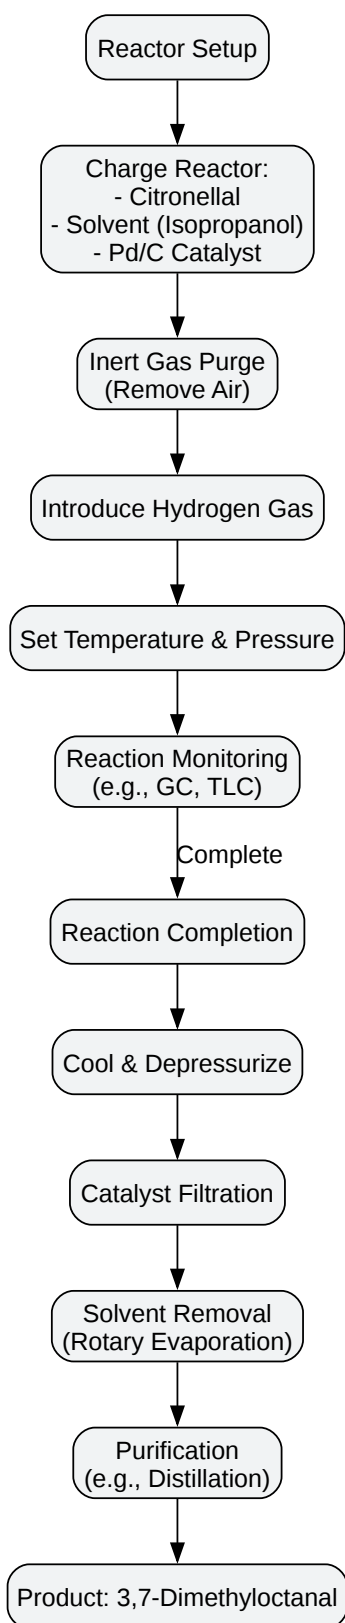 Reactor Setup
Charge Reactor:
- Citronellal
- Solvent (Isopropanol)
- Pd/C Catalyst
Inert Gas Purge
(Remove Air)
Introduce Hydrogen Gas
Set Temperature & Pressure
Reaction Monitoring
(e.g., GC, TLC)
Complete
Reaction Completion
Cool & Depressurize
Catalyst Filtration
Solvent Removal
(Rotary Evaporation)
Purification
(e.g., Distillation)
Product: 3,7-Dimethyloctanal